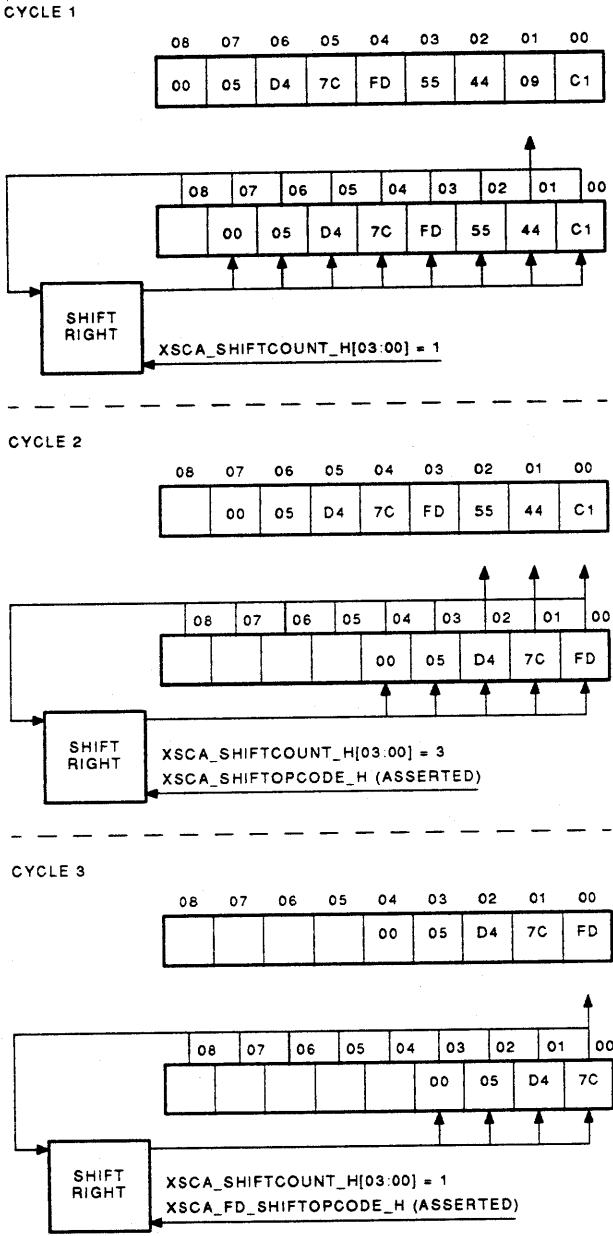 CYCLE 1
08 07 06 05 04 03 02 01 00
00 05 D4 7C FD 55 44 09 C1
08 07 06 05 04 03 02 01 00
00 05 D4 7C FD 55 44 C1
SHIFT
RIGHT
XSCA_SHIFTCOUNT_H[03:00] = 1
CYCLE 2
08 07 06 05 04 03 02 01 00
00 05 D4 7C FD 55 44 C1
08 07 06 05 04 03 02 01 00
00 05 D4 7C FD
SHIFT
RIGHT
XSCA_SHIFTCOUNT_H[03:00] = 3
XSCA_SHIFTOPCODE_H (ASSERTED)
CYCLE 3
08 07 06 05 04 03 02 01 00
00 05 D4 7C FD
08 07 06 05 04 03 02 01 00
00 05 D4 7C
SHIFT
RIGHT
XSCA_SHIFTCOUNT_H[03:00] = 1
XSCA_FD_SHIFTOPCODE_H (ASSERTED)